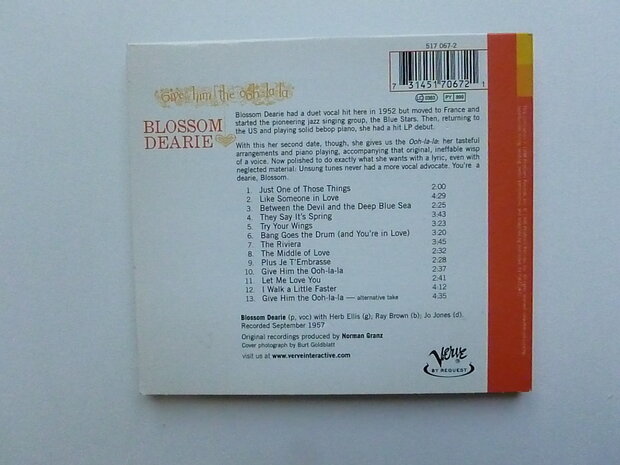 517 067-2
7 31451 70672 1
LC 0383 PY 899
Give him the ooh-la-la
BLOSSOM
DEARIE
Blossom Dearie had a duet vocal hit here in 1952 but moved to France and
started the pioneering jazz singing group, the Blue Stars. Then, returning to
the US and playing solid bebop piano, she had a hit LP debut.
With this her second date, though, she gives us the Ooh-la-la: her tasteful
arrangements and piano playing, accompanying that original, ineffable wisp
of a voice. Now polished to do exactly what she wants with a lyric, even with
neglected material: Unsung tunes never had a more vocal advocate. You're a
dearie, Blossom.
1. Just One of Those Things 2:00
2. Like Someone in Love 4:29
3. Between the Devil and the Deep Blue Sea 2:25
4. They Say It's Spring 3:43
5. Try Your Wings 3:23
6. Bang Goes the Drum (and You're in Love) 3:20
7. The Riviera 3:45
8. The Middle of Love 2:32
9. Plus Je T'Embrasse 2:28
10. Give Him the Ooh-la-la 2:37
11. Let Me Love You 2:41
12. I Walk a Little Faster 4:12
13. Give Him the Ooh-la-la — alternative take 4:35
Blossom Dearie (p, voc) with Herb Ellis (g); Ray Brown (b); Jo Jones (d).
Recorded September 1957
Original recordings produced by Norman Granz
Cover photograph by Burt Goldblatt
visit us at www.verveinteractive.com
Verve
BY REQUEST